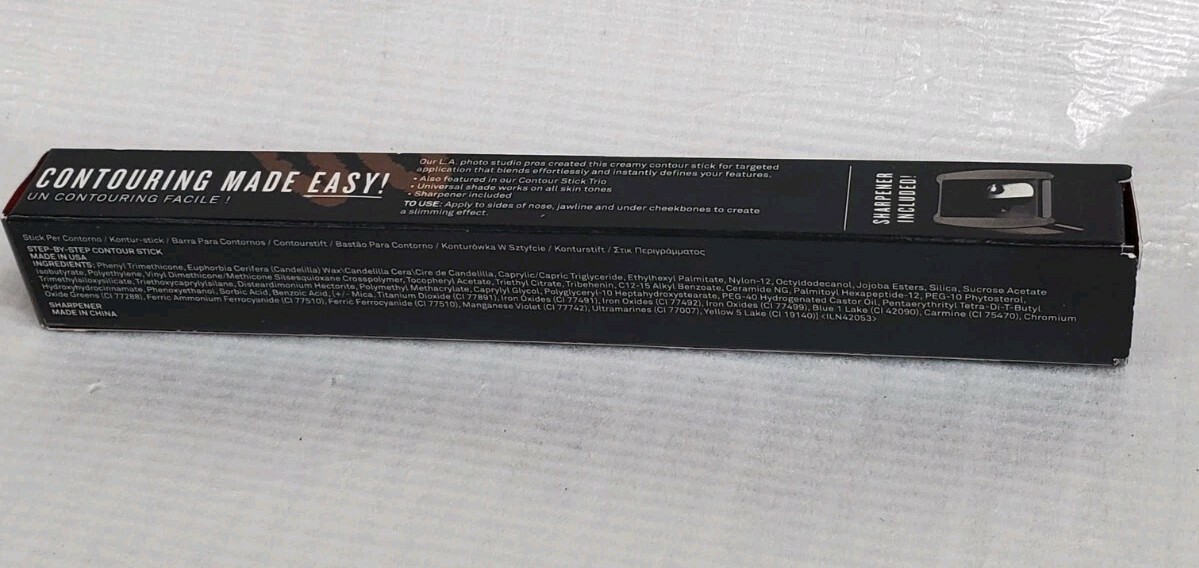 CONTOURING MADE EASY!
UN CONTOURING FACILE !
Our L.A. photo studio pros created this creamy contour stick for targeted
application that blends effortlessly and instantly defines your features.
• Also featured in our Contour Stick Trio
• Universal shade works on all skin tones
• Sharpener included
TO USE: Apply to sides of nose, jawline and under cheekbones to create
a slimming effect.
SHARPENER
INCLUDED!
Stick Per Contorno / Kontur-stick / Barra Para Contornos / Contourstift / Bastão Para Contorno / Konturówka W Sztyfcie / Konturstift / Στικ Περιγράμματος
STEP-BY-STEP CONTOUR STICK
MADE IN USA
INGREDIENTS: Phenyl Trimethicone, Euphorbia Cerifera (Candelilla) Wax\Candelilla Cera\Cire de Candelilla, Caprylic/Capric Triglyceride, Ethylhexyl Palmitate, Nylon-12, Octyldodecanol, Jojoba Esters, Silica, Sucrose Acetate
Isobutyrate, Polyethylene, Vinyl Dimethicone/Methicone Silsesquioxane Crosspolymer, Tocopheryl Acetate, Triethyl Citrate, Tribehenin, C12-15 Alkyl Benzoate, Ceramide NG, Palmitoyl Hexapeptide-12, PEG-10 Phytosterol,
Trimethylsiloxysilicate, Triethoxycaprylylsilane, Disteardimonium Hectorite, Polymethyl Methacrylate, Caprylyl Glycol, Polyglyceryl-10 Heptahydroxystearate, PEG-40 Hydrogenated Castor Oil, Pentaerythrityl Tetra-Di-T-Butyl
Hydroxyhydrocinnamate, Phenoxyethanol, Sorbic Acid, Benzoic Acid, [+/- Mica, Titanium Dioxide (CI 77891), Iron Oxides (CI 77491), Iron Oxides (CI 77492), Iron Oxides (CI 77499), Blue 1 Lake (CI 42090), Carmine (CI 75470), Chromium
Oxide Greens (CI 77288), Ferric Ammonium Ferrocyanide (CI 77510), Ferric Ferrocyanide (CI 77510), Manganese Violet (CI 77742), Ultramarines (CI 77007), Yellow 5 Lake (CI 19140)] <ILN42053>
SHARPENER
MADE IN CHINA